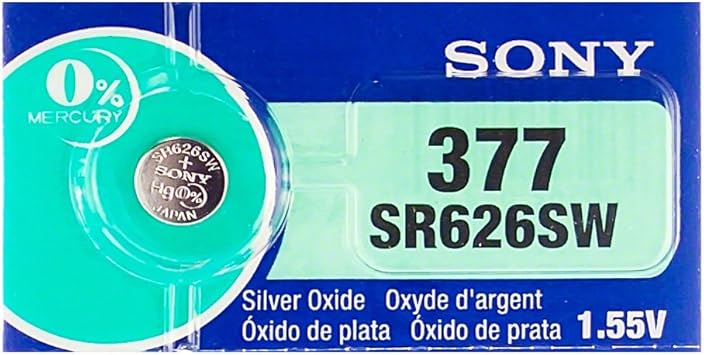 SONY
0%
MERCURY
SR626SW
+
SONY
Hg0%
JAPAN
377
SR626SW
Silver Oxide Oxyde d'argent
Óxido de plata Óxido de prata 1.55V